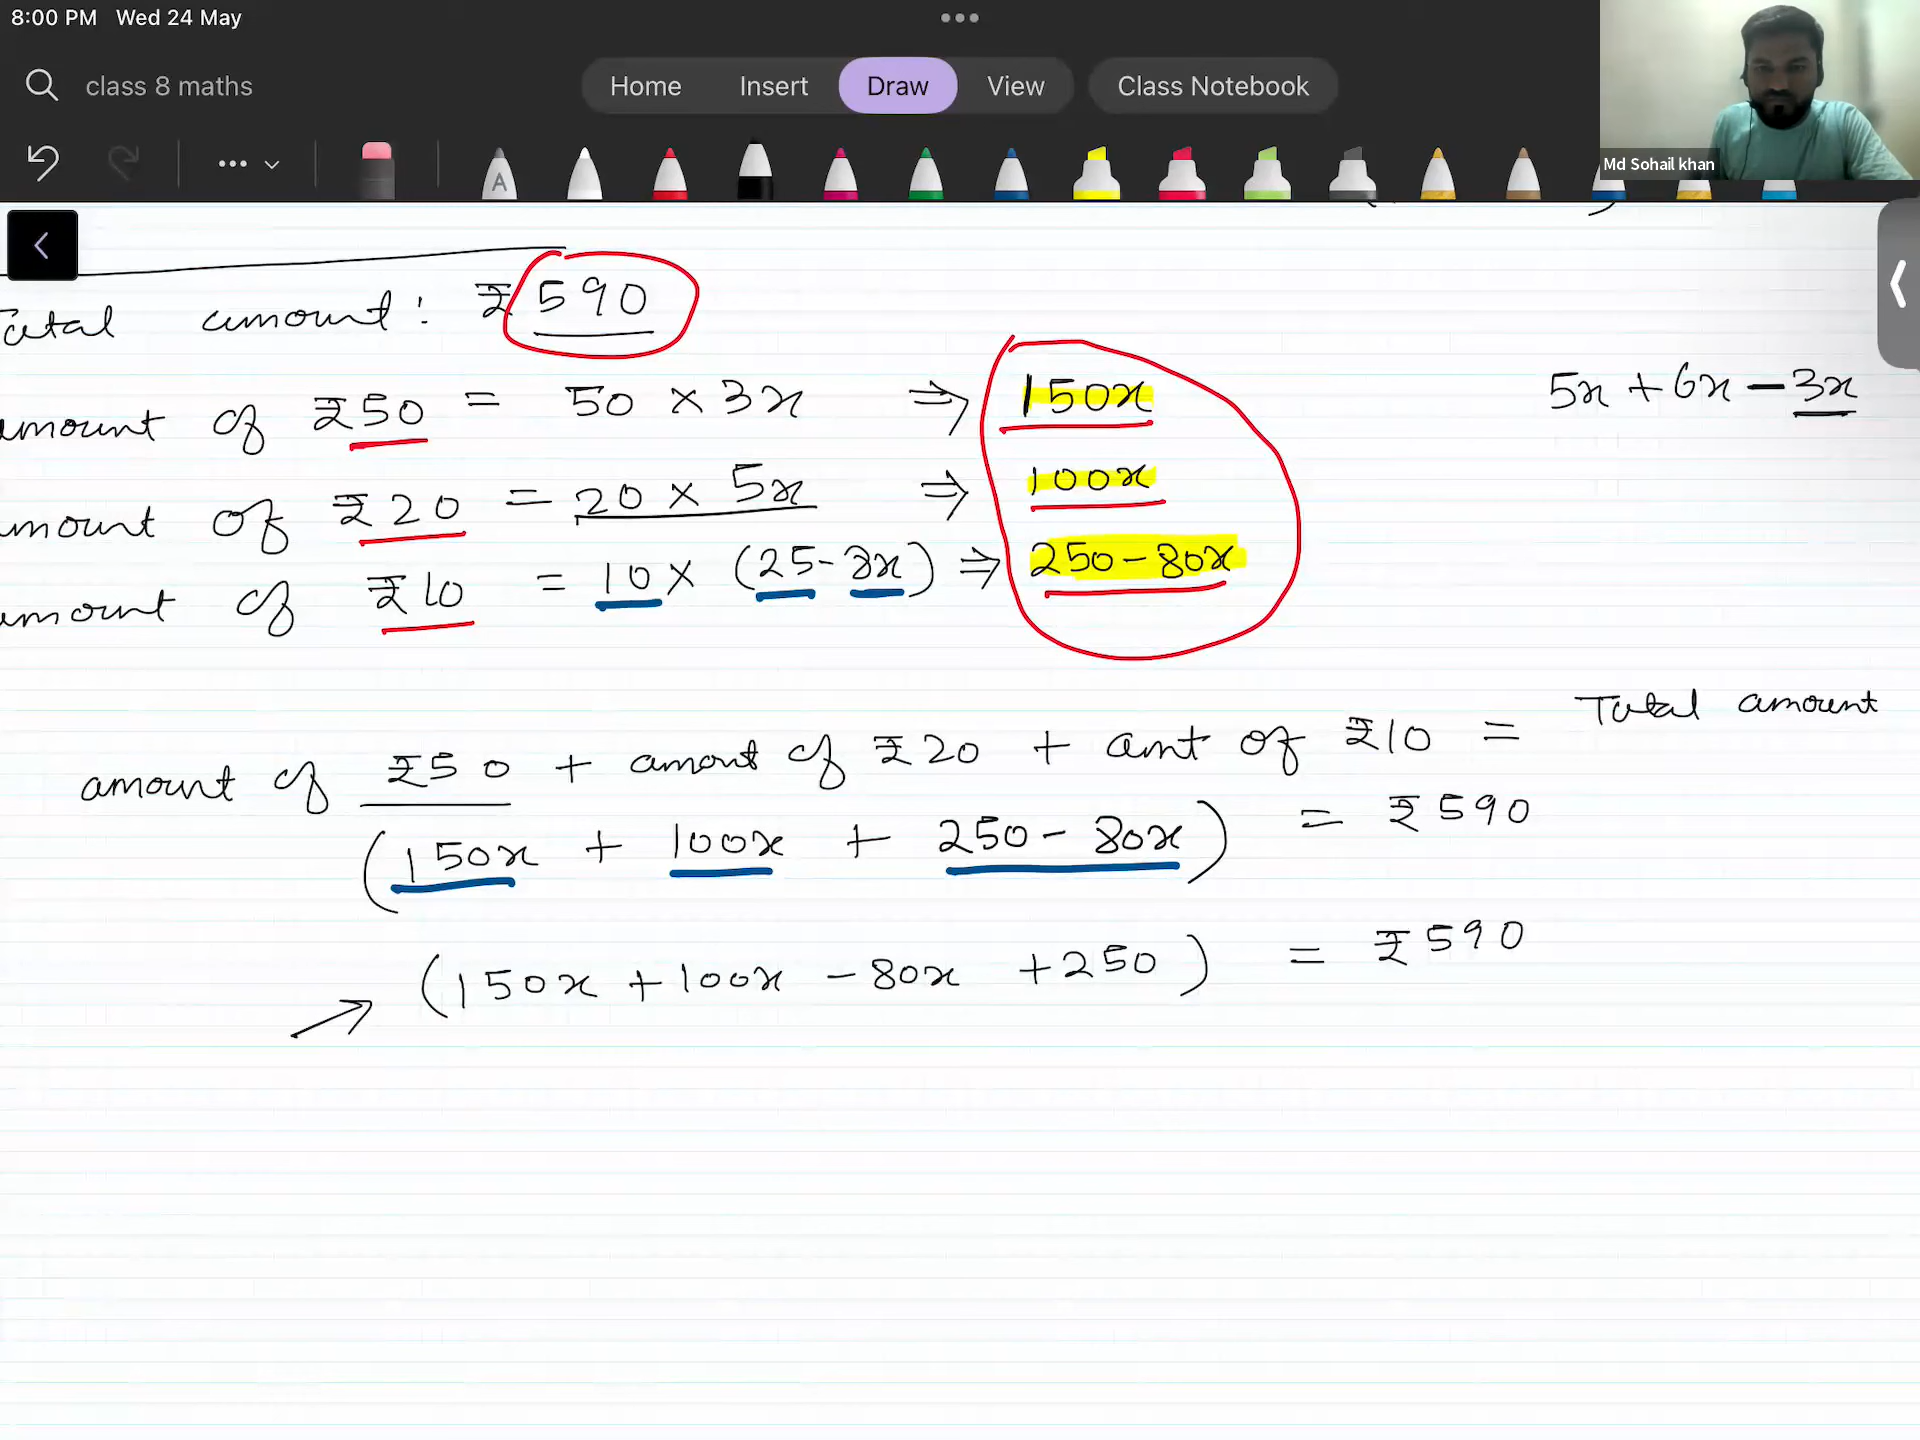 8:00 PM Wed 24 May
class 8 maths
Home Insert Draw View Class Notebook
A
Md Sohail khan
Total amount: ₹ 590
amount of ₹50 = 50 × 3x ⇒ 150x
5x + 6x - 3x
amount of ₹20 = 20 × 5x ⇒ 100x
amount of ₹10 = 10× (25-8x) ⇒ 250-80x
amount of ₹50 + amount of ₹20 + amt of ₹10 = Total amount
(150x + 100x + 250 - 80x) = ₹590
(150x +100x - 80x +250) = ₹590